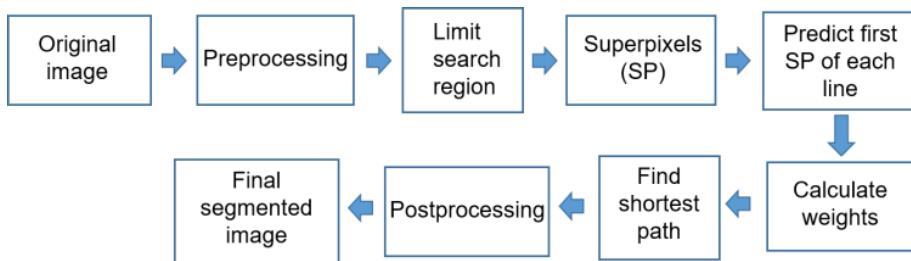 Original
image
Preprocessing
Limit
search
region
Superpixels
(SP)
Predict first
SP of each
line
Calculate
weights
Find
shortest
path
Postprocessing
Final
segmented
image